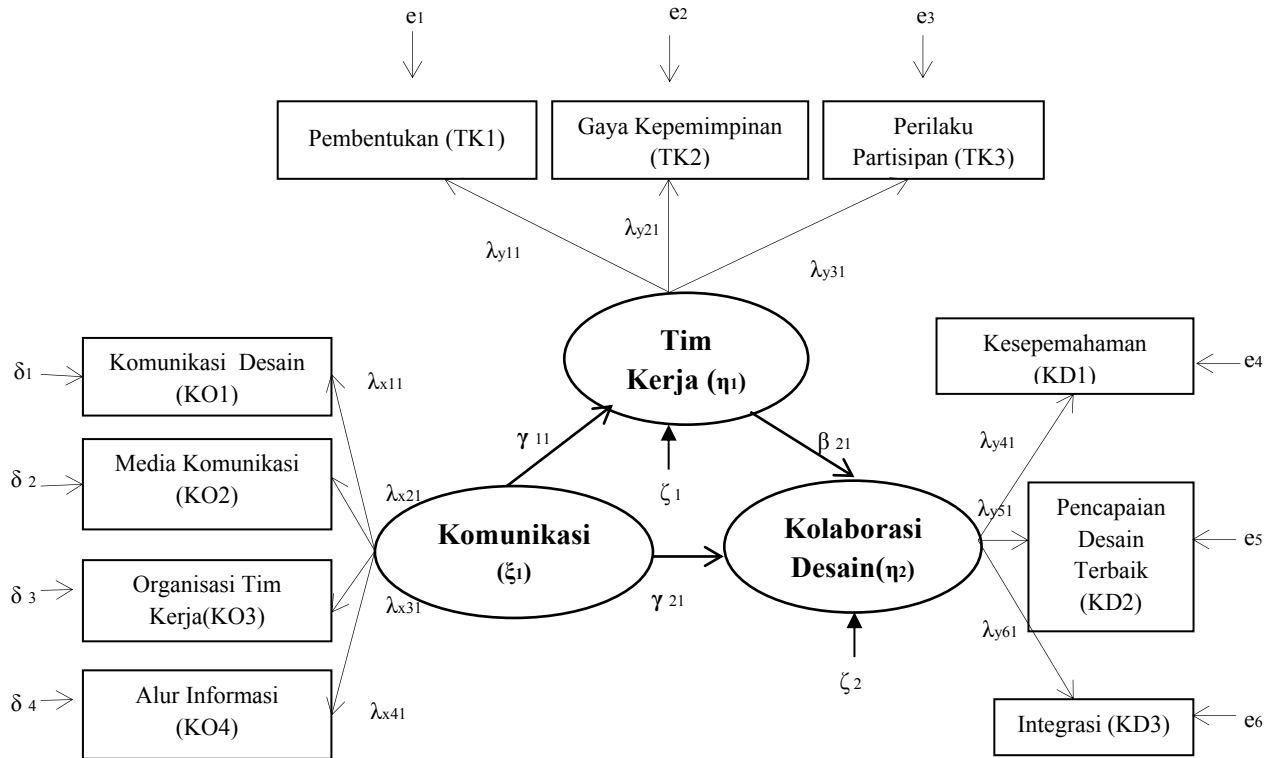 e1
e2
e3
Pembentukan (TK1)
Gaya Kepemimpinan
(TK2)
Perilaku
Partisipan (TK3)
λy11
λy21
λy31
Tim
Kerja (η1)
Komunikasi Desain
(KO1)
δ1
λx11
Kesepemahaman
(KD1)
e4
γ 11
β 21
λy41
Media Komunikasi
(KO2)
δ 2
λx21
ζ 1
Komunikasi
(ξ1)
Kolaborasi
Desain(η2)
λy51
Pencapaian
Desain
Terbaik
(KD2)
e5
Organisasi Tim
Kerja(KO3)
δ 3
λx31
γ 21
λy61
Alur Informasi
(KO4)
δ 4
λx41
ζ 2
Integrasi (KD3)
e6